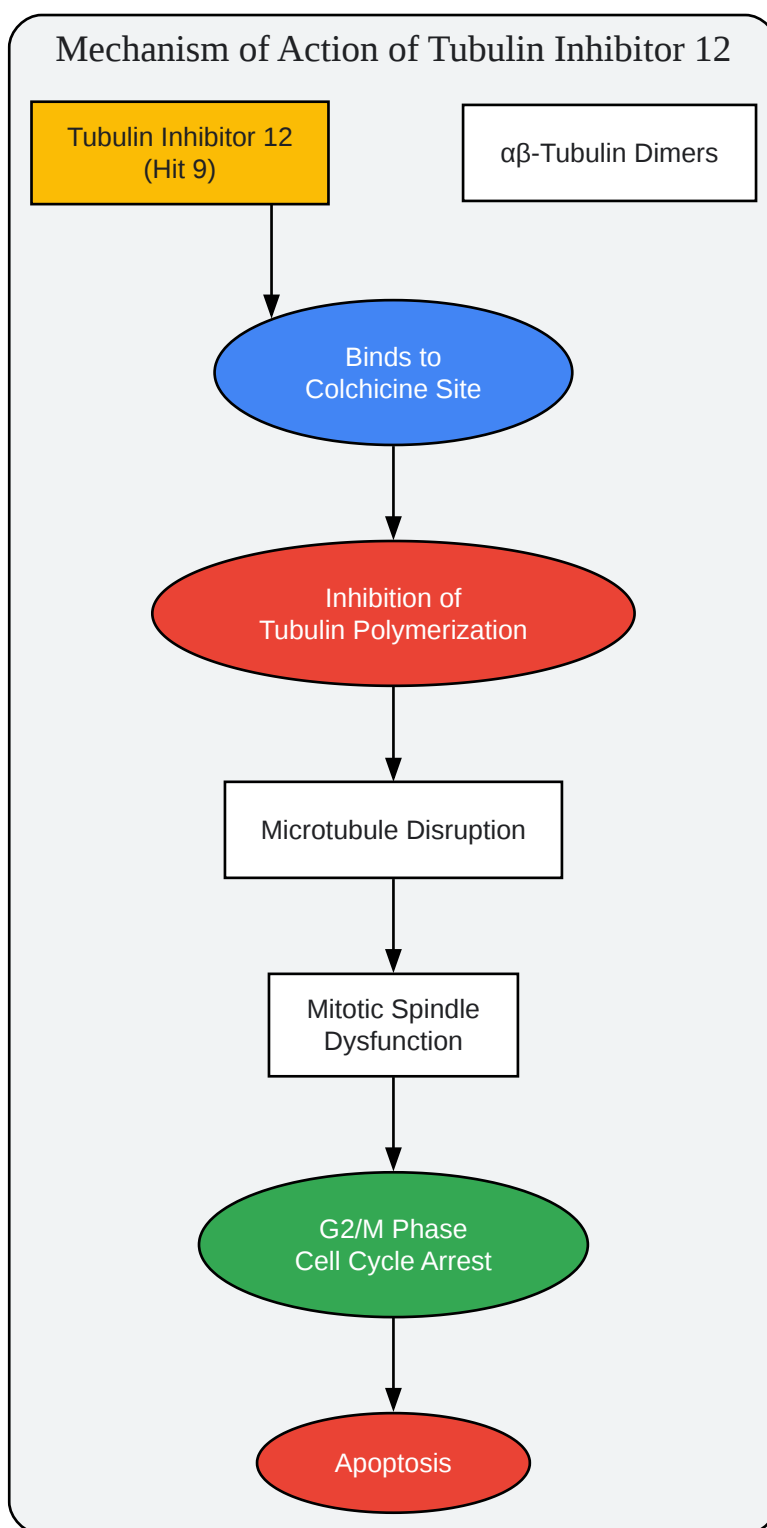 Mechanism of Action of Tubulin Inhibitor 12
Tubulin Inhibitor 12
(Hit 9)
αβ-Tubulin Dimers
Binds to
Colchicine Site
Inhibition of
Tubulin Polymerization
Microtubule Disruption
Mitotic Spindle
Dysfunction
G2/M Phase
Cell Cycle Arrest
Apoptosis